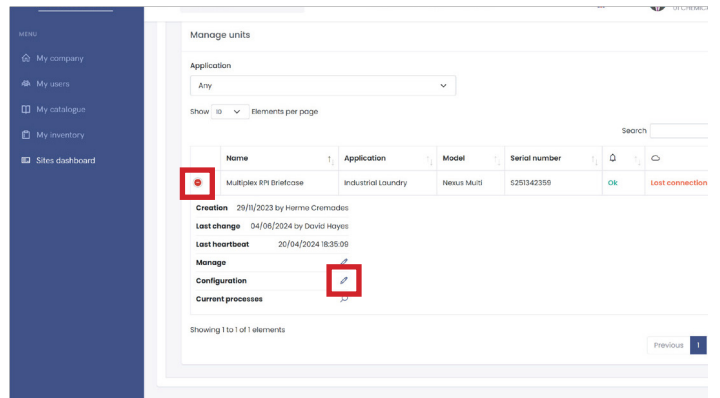 MENU
My company
My users
My catalogue
My inventory
Sites dashboard
Manage units
Application
Any
Show 10 Elements per page
Search
Name Application Model Serial number
Multiplex RPI Briefcase Industrial Laundry Nexus Multi S251342359 Ok Lost connection
Creation 29/11/2023 by Herme Cremades
Last change 04/06/2024 by David Hayes
Last heartbeat 20/04/2024 18:35:09
Manage
Configuration
Current processes
Showing 1 to 1 of 1 elements
Previous 1